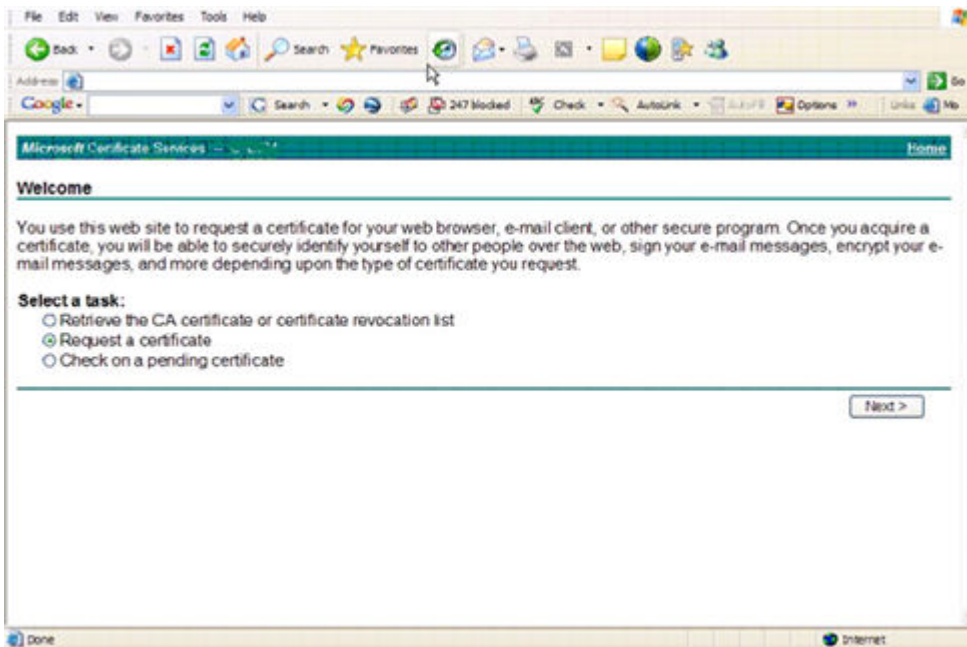 File Edit View Favorites Tools Help
Back Search Favorites
Address Go
Google Search 247 blocked Check AutoLink AutoFill Options Links
Microsoft Certificate Services -- Home
Welcome
You use this web site to request a certificate for your web browser, e-mail client, or other secure program. Once you acquire a
certificate, you will be able to securely identify yourself to other people over the web, sign your e-mail messages, encrypt your e-
mail messages, and more depending upon the type of certificate you request.
Select a task:
Retrieve the CA certificate or certificate revocation list
Request a certificate
Check on a pending certificate
Next >
Done Internet